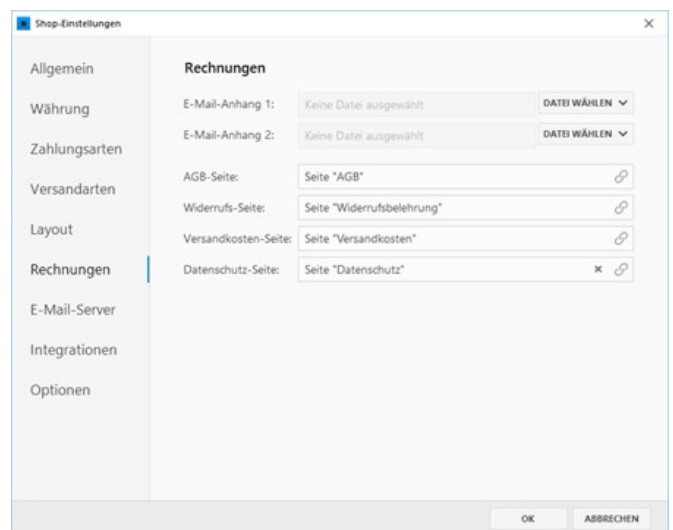 Shop-Einstellungen
Allgemein
Währung
Zahlungsarten
Versandarten
Layout
Rechnungen
E-Mail-Server
Integrationen
Optionen
Rechnungen
E-Mail-Anhang 1: Keine Datei ausgewählt DATEI WÄHLEN
E-Mail-Anhang 2: Keine Datei ausgewählt DATEI WÄHLEN
AGB-Seite: Seite "AGB"
Widerrufs-Seite: Seite "Widerrufsbelehrung"
Versandkosten-Seite: Seite "Versandkosten"
Datenschutz-Seite: Seite "Datenschutz"
OK ABBRECHEN